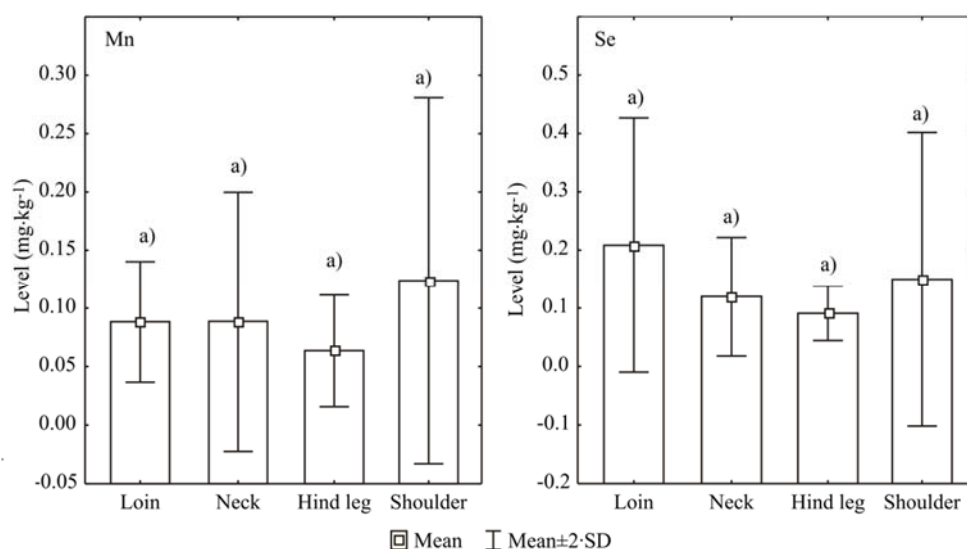 Mn
Level (mg·kg⁻¹)
0.30
0.25
0.20
0.15
0.10
0.05
0.00
-0.05
a)
a)
a)
a)
Loin Neck Hind leg Shoulder
Se
Level (mg·kg⁻¹)
0.5
0.4
0.3
0.2
0.1
0.0
-0.1
-0.2
a)
a)
a)
a)
Loin Neck Hind leg Shoulder
Mean Mean±2·SD